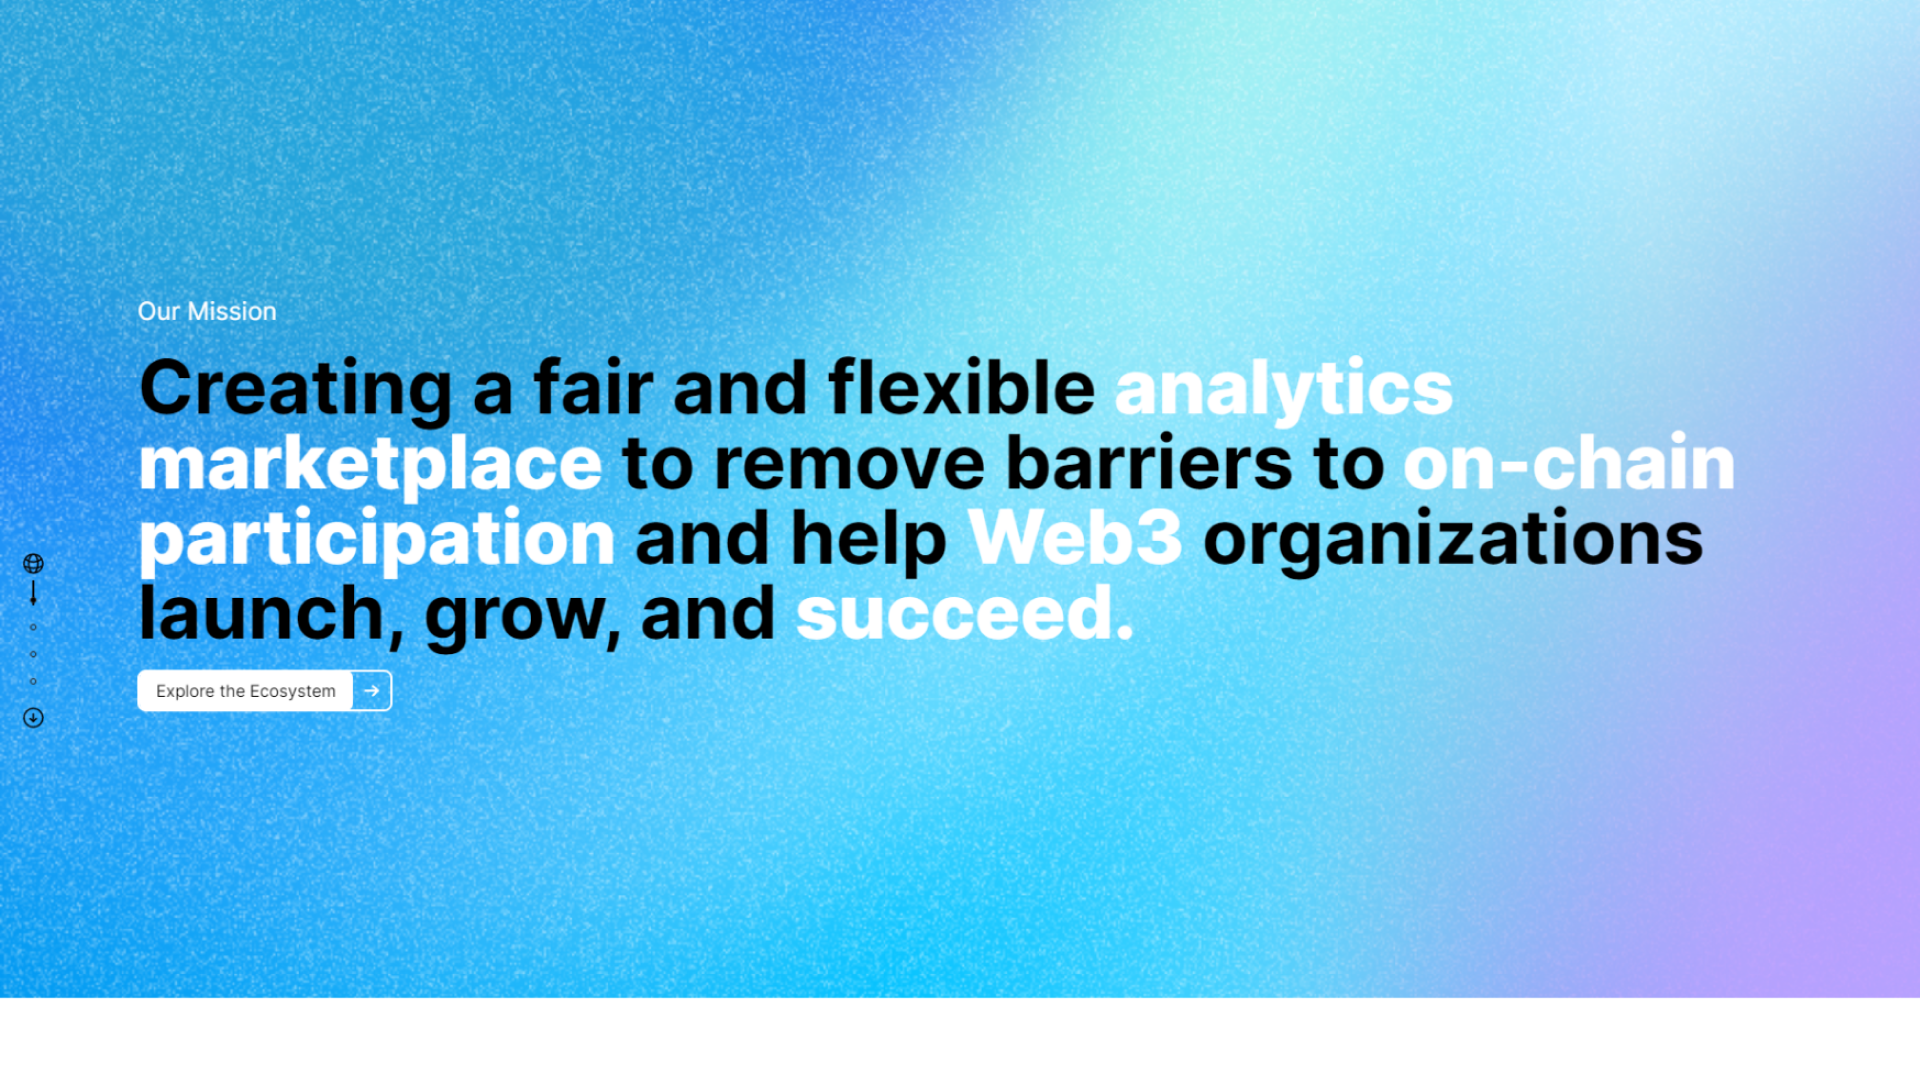 Our Mission
Creating a fair and flexible analytics
marketplace to remove barriers to on-chain
participation and help Web3 organizations
launch, grow, and succeed.
Explore the Ecosystem